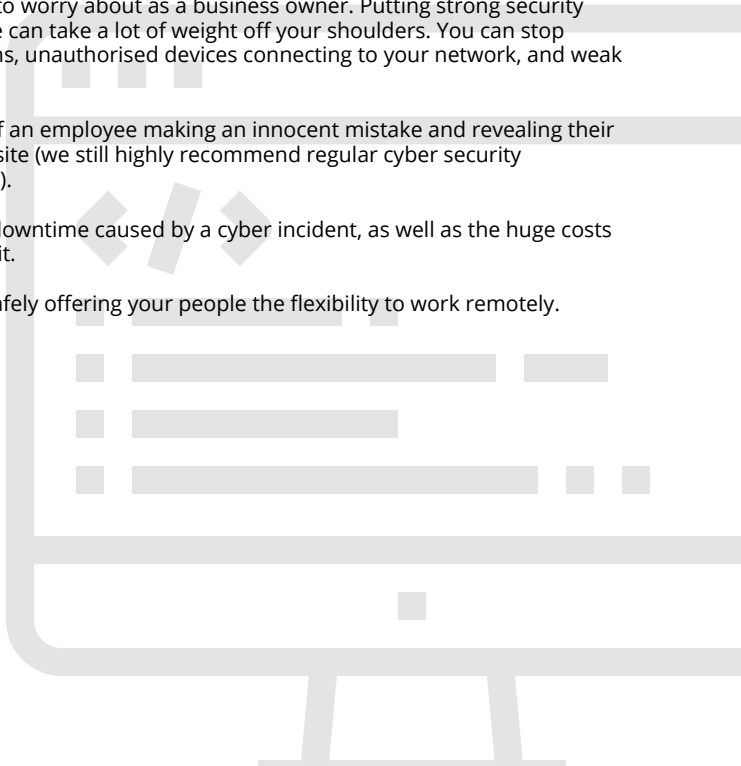 to worry about as a business owner. Putting strong security
can take a lot of weight off your shoulders. You can stop
unauthorised devices connecting to your network, and weak
an employee making an innocent mistake and revealing their
site (we still highly recommend regular cyber security
).
downtime caused by a cyber incident, as well as the huge costs
it.
offering your people the flexibility to work remotely.